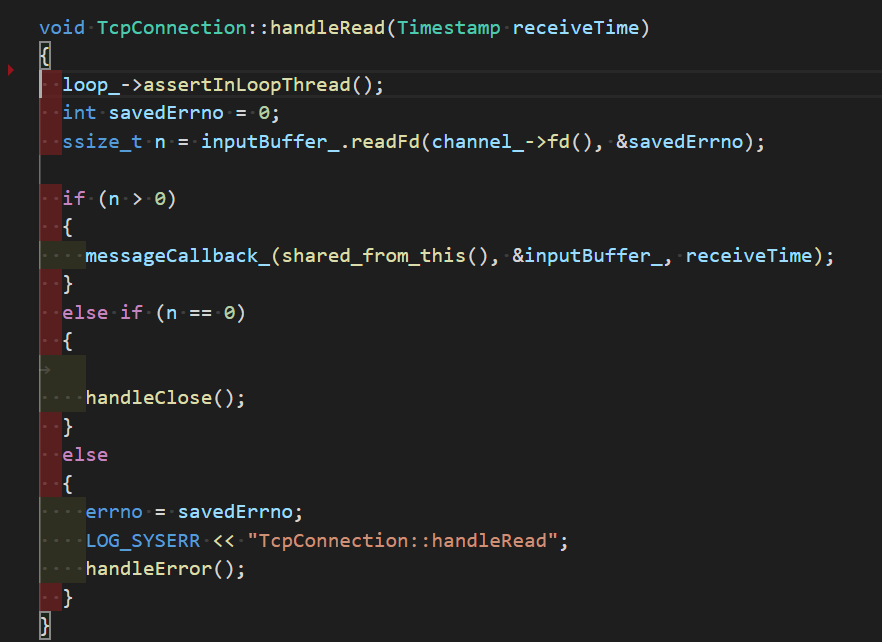 void TcpConnection::handleRead(Timestamp receiveTime)
{
  loop_->assertInLoopThread();
  int savedErrno = 0;
  ssize_t n = inputBuffer_.readFd(channel_->fd(), &savedErrno);

  if (n > 0)
  {
    messageCallback_(shared_from_this(), &inputBuffer_, receiveTime);
  }
  else if (n == 0)
  {

    handleClose();
  }
  else
  {
    errno = savedErrno;
    LOG_SYSERR << "TcpConnection::handleRead";
    handleError();
  }
}